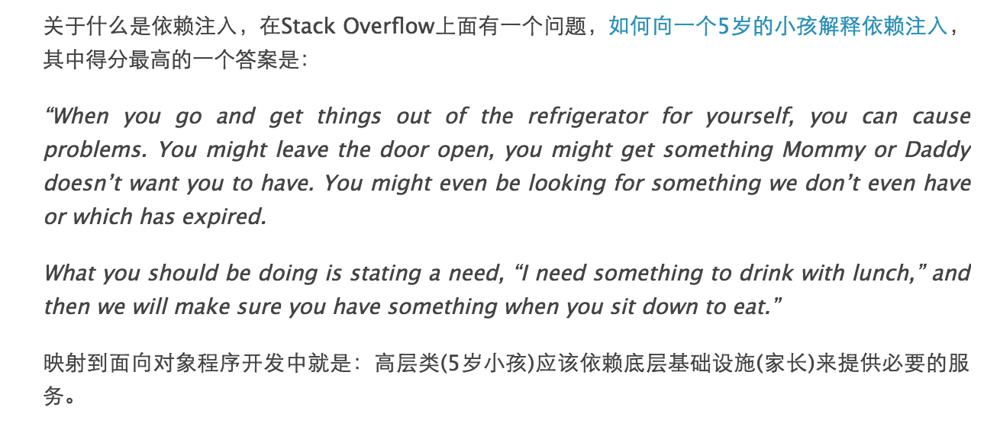 关于什么是依赖注入，在Stack Overflow上面有一个问题，如何向一个5岁的小孩解释依赖注入，
其中得分最高的一个答案是：
“When you go and get things out of the refrigerator for yourself, you can cause
problems. You might leave the door open, you might get something Mommy or Daddy
doesn’t want you to have. You might even be looking for something we don’t even have
or which has expired.
What you should be doing is stating a need, “I need something to drink with lunch,” and
then we will make sure you have something when you sit down to eat.”
映射到面向对象程序开发中就是：高层类(5岁小孩)应该依赖底层基础设施(家长)来提供必要的服
务。